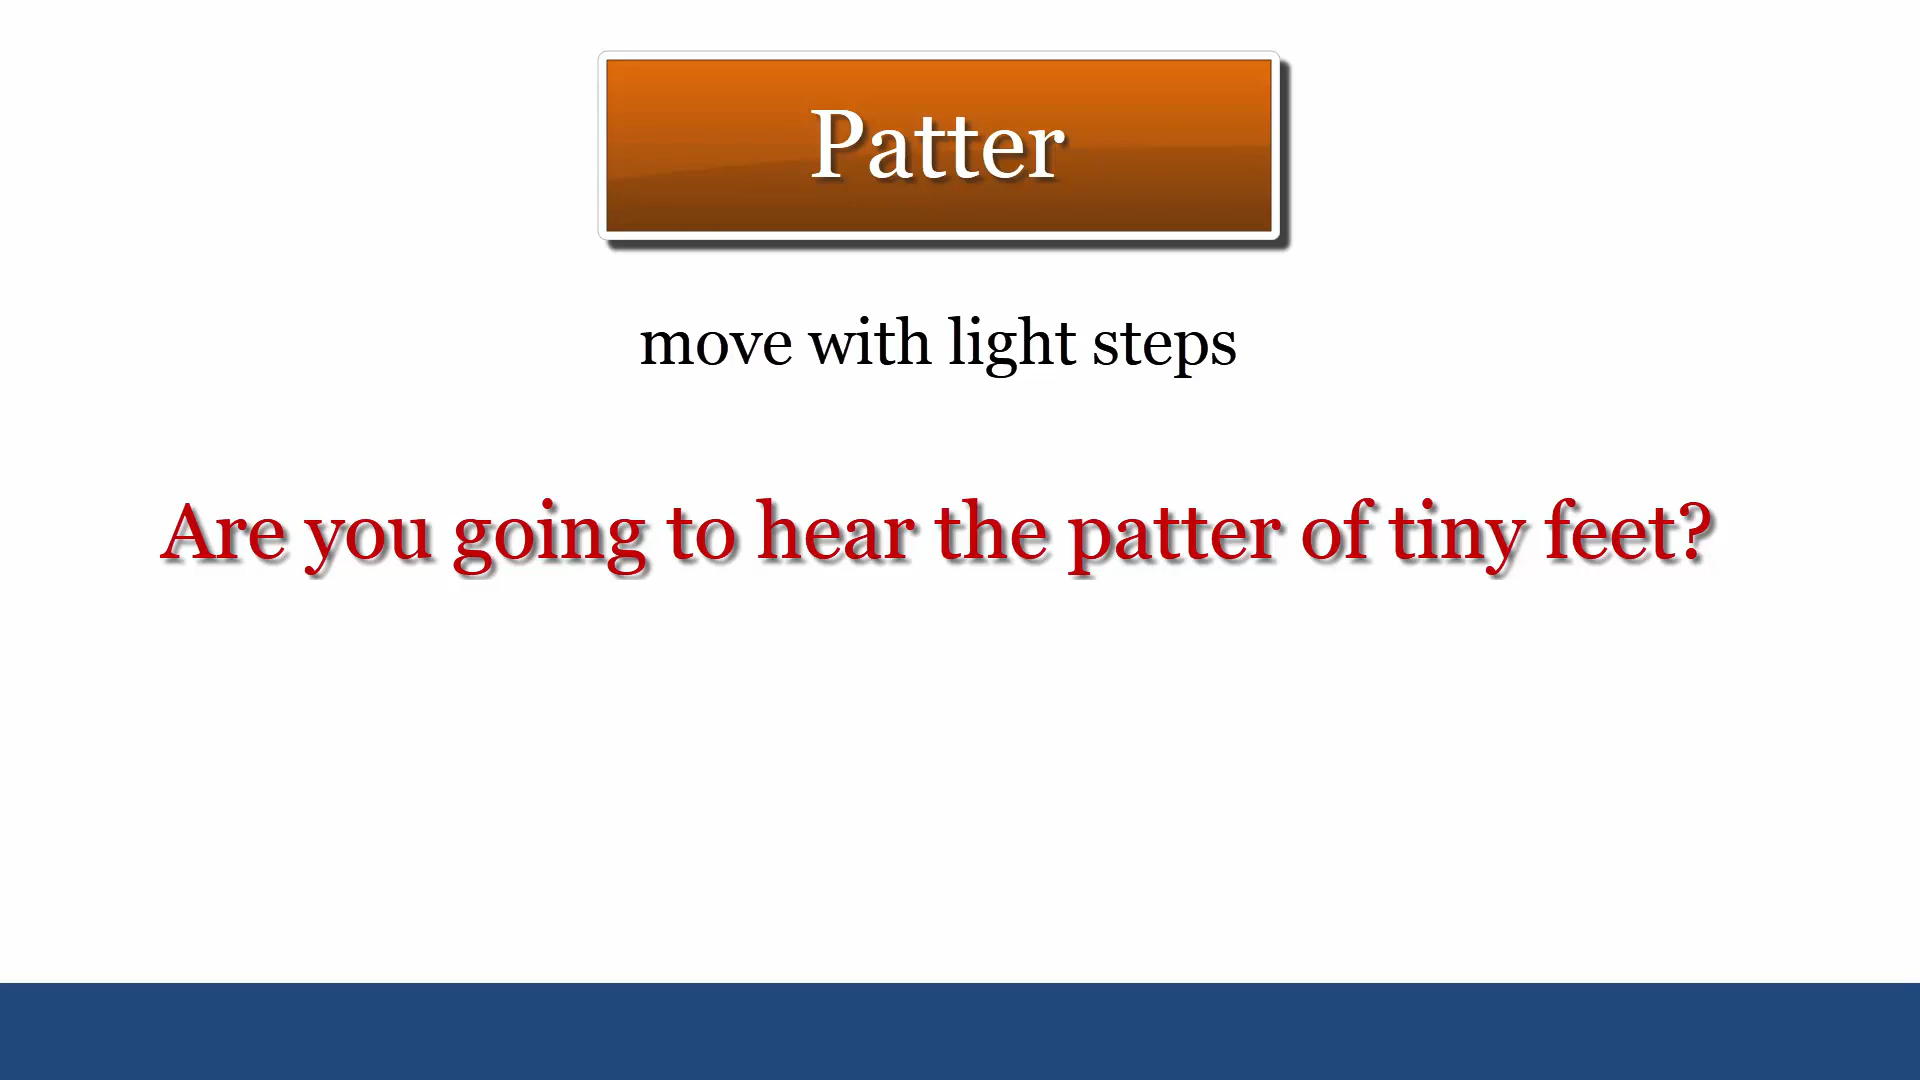 Patter
move with light steps
Are you going to hear the patter of tiny feet?